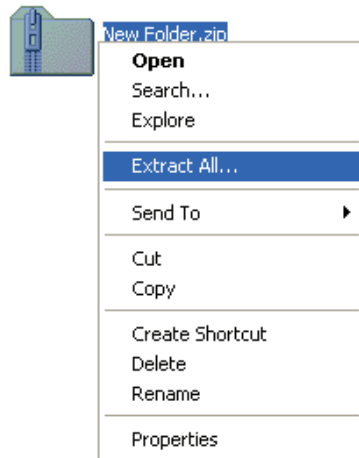 New Folder.zip
Open
Search...
Explore
Extract All...
Send To
Cut
Copy
Create Shortcut
Delete
Rename
Properties